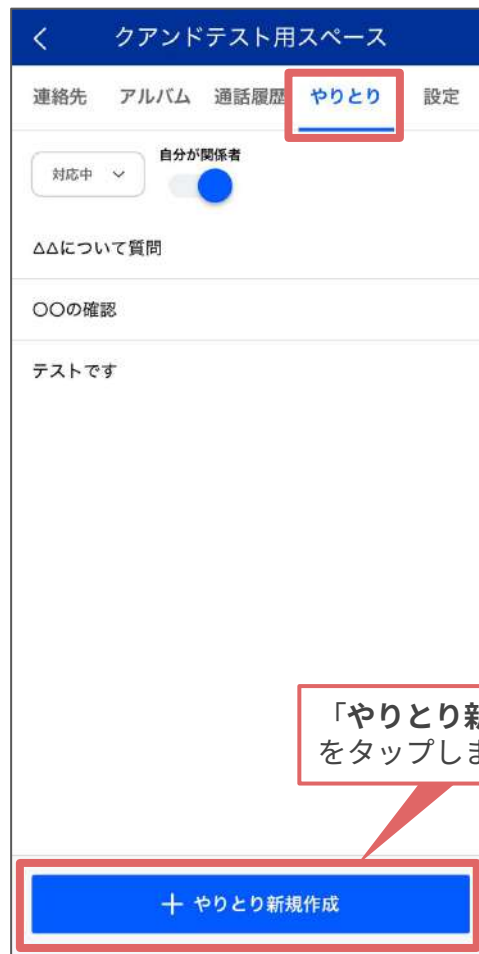 クアンドテスト用スペース
連絡先 アルバム 通話履歴 やりとり 設定
自分が関係者
対応中
△△について質問
〇〇の確認
テストです
「やりとり新
をタップしま
＋ やりとり新規作成